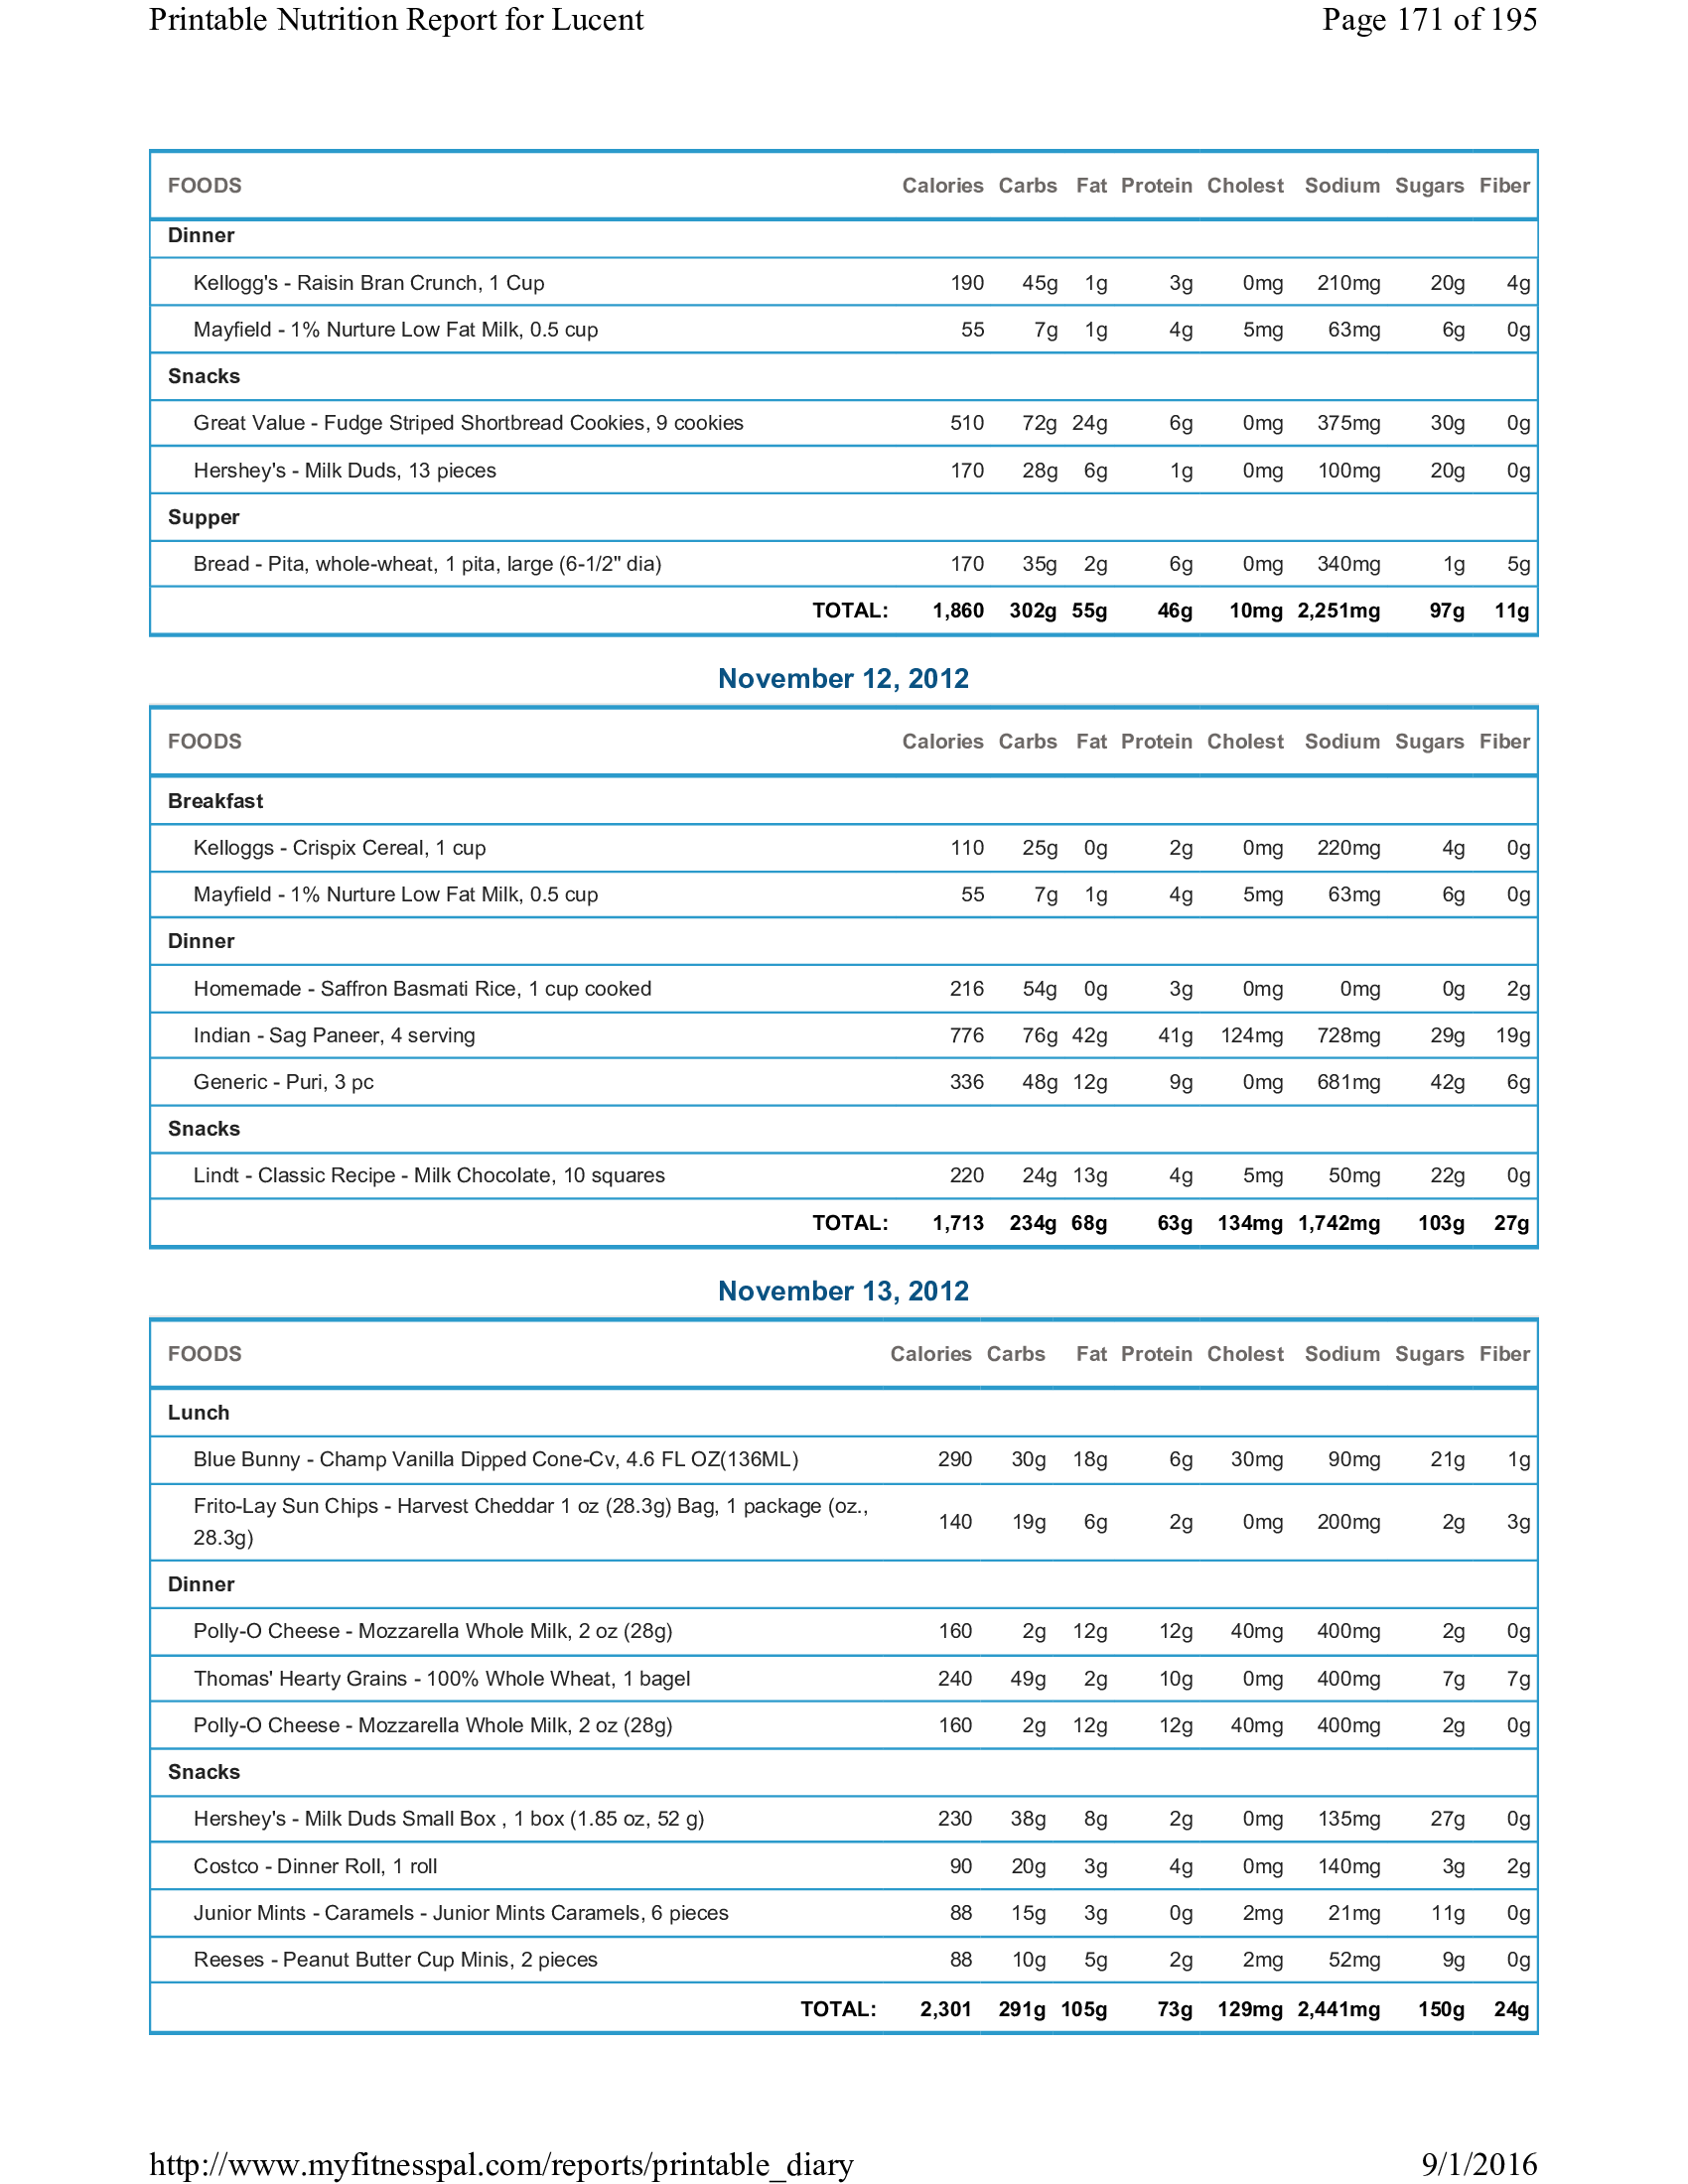 Printable Nutrition Report for Lucent Page 171 of 195
FOODS Calories Carbs Fat Protein Cholest Sodium Sugars Fiber
Dinner
Kellogg's - Raisin Bran Crunch, 1 Cup 190 45g 1g 3g 0mg 210mg 20g 4g
Mayfield - 1% Nurture Low Fat Milk, 0.5 cup 55 7g 1g 4g 5mg 63mg 6g 0g
Snacks
Great Value - Fudge Striped Shortbread Cookies, 9 cookies 510 72g 24g 6g 0mg 375mg 30g 0g
Hershey's - Milk Duds, 13 pieces 170 28g 6g 1g 0mg 100mg 20g 0g
Supper
Bread - Pita, whole-wheat, 1 pita, large (6-1/2" dia) 170 35g 2g 6g 0mg 340mg 1g 5g
TOTAL: 1,860 302g 55g 46g 10mg 2,251mg 97g 11g
November 12, 2012
FOODS Calories Carbs Fat Protein Cholest Sodium Sugars Fiber
Breakfast
Kelloggs - Crispix Cereal, 1 cup 110 25g 0g 2g 0mg 220mg 4g 0g
Mayfield - 1% Nurture Low Fat Milk, 0.5 cup 55 7g 1g 4g 5mg 63mg 6g 0g
Dinner
Homemade - Saffron Basmati Rice, 1 cup cooked 216 54g 0g 3g 0mg 0mg 0g 2g
Indian - Sag Paneer, 4 serving 776 76g 42g 41g 124mg 728mg 29g 19g
Generic - Puri, 3 pc 336 48g 12g 9g 0mg 681mg 42g 6g
Snacks
Lindt - Classic Recipe - Milk Chocolate, 10 squares 220 24g 13g 4g 5mg 50mg 22g 0g
TOTAL: 1,713 234g 68g 63g 134mg 1,742mg 103g 27g
November 13, 2012
FOODS Calories Carbs Fat Protein Cholest Sodium Sugars Fiber
Lunch
Blue Bunny - Champ Vanilla Dipped Cone-Cv, 4.6 FL OZ(136ML) 290 30g 18g 6g 30mg 90mg 21g 1g
Frito-Lay Sun Chips - Harvest Cheddar 1 oz (28.3g) Bag, 1 package (oz.,
28.3g) 140 19g 6g 2g 0mg 200mg 2g 3g
Dinner
Polly-O Cheese - Mozzarella Whole Milk, 2 oz (28g) 160 2g 12g 12g 40mg 400mg 2g 0g
Thomas' Hearty Grains - 100% Whole Wheat, 1 bagel 240 49g 2g 10g 0mg 400mg 7g 7g
Polly-O Cheese - Mozzarella Whole Milk, 2 oz (28g) 160 2g 12g 12g 40mg 400mg 2g 0g
Snacks
Hershey's - Milk Duds Small Box , 1 box (1.85 oz, 52 g) 230 38g 8g 2g 0mg 135mg 27g 0g
Costco - Dinner Roll, 1 roll 90 20g 3g 4g 0mg 140mg 3g 2g
Junior Mints - Caramels - Junior Mints Caramels, 6 pieces 88 15g 3g 0g 2mg 21mg 11g 0g
Reeses - Peanut Butter Cup Minis, 2 pieces 88 10g 5g 2g 2mg 52mg 9g 0g
TOTAL: 2,301 291g 105g 73g 129mg 2,441mg 150g 24g
http://www.myfitnesspal.com/reports/printable_diary 9/1/2016